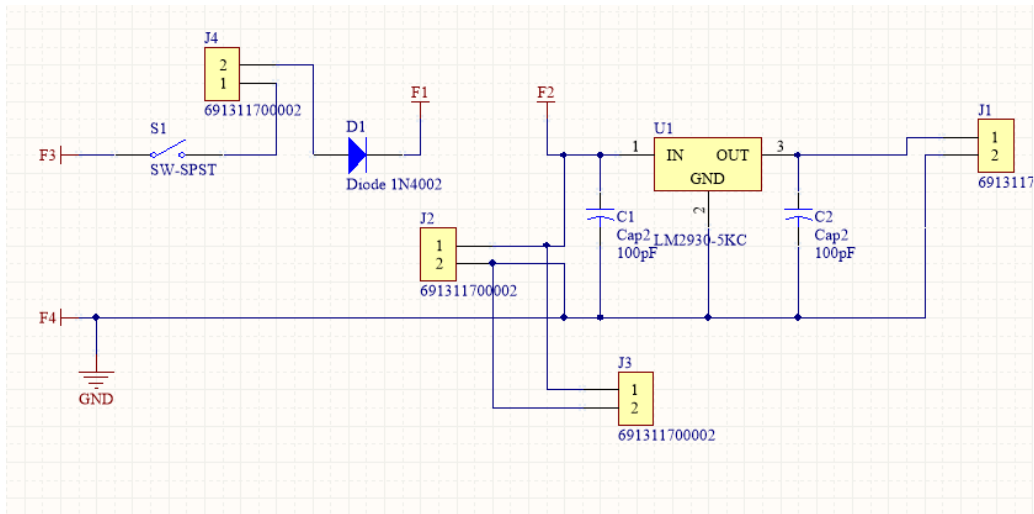 J4
2
1
691311700002
F1
F2
J1
1
2
6913117
S1
SW-SPST
F3
D1
Diode 1N4002
U1
1
IN
OUT
3
GND
2
LM2930-5KC
C1
Cap2
100pF
C2
Cap2
100pF
J2
1
2
691311700002
F4
GND
J3
1
2
691311700002